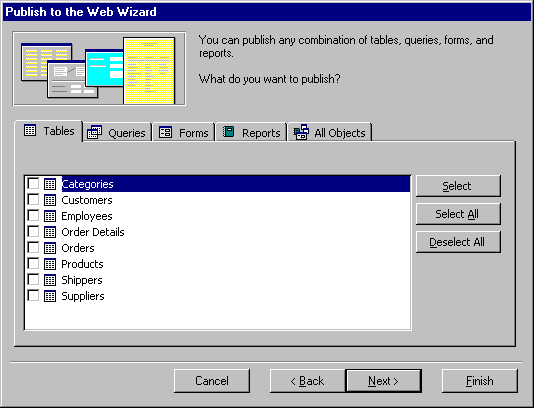 Publish to the Web Wizard
You can publish any combination of tables, queries, forms, and
reports.
What do you want to publish?
Tables Queries Forms Reports All Objects
Categories
Customers
Employees
Order Details
Orders
Products
Shippers
Suppliers
Select
Select All
Deselect All
Cancel < Back Next > Finish